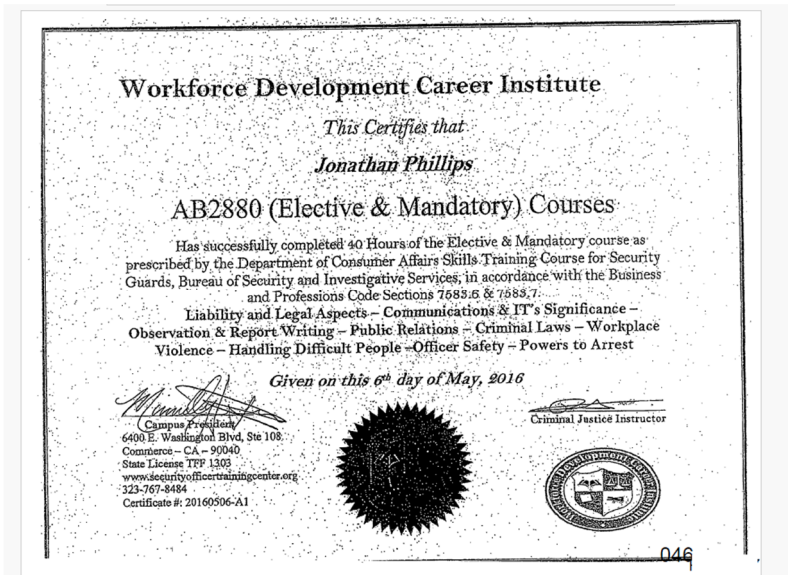 Workforce Development Career Institute
This Certifies that
Jonathan Phillips
AB2880 (Elective & Mandatory) Courses
Has successfully completed 40 Hours of the Elective & Mandatory course as
prescribed by the Department of Consumer Affairs Skills Training Course for Security
Guards, Bureau of Security and Investigative Services, in accordance with the Business
and Professions Code Sections 7583.6 & 7583.7.
Liability and Legal Aspects – Communications & IT's Significance –
Observation & Report Writing – Public Relations – Criminal Laws – Workplace
Violence – Handling Difficult People –Officer Safety – Powers to Arrest
Given on this 6th day of May, 2016
Campus President
6400 E. Washington Blvd, Ste 108
Commerce – CA – 90040
State License TFF 1303
www.securityofficertrainingcenter.org
323-767-8484
Certificate #: 20160506-A1
Criminal Justice Instructor
Workforce Development Career Institute
046